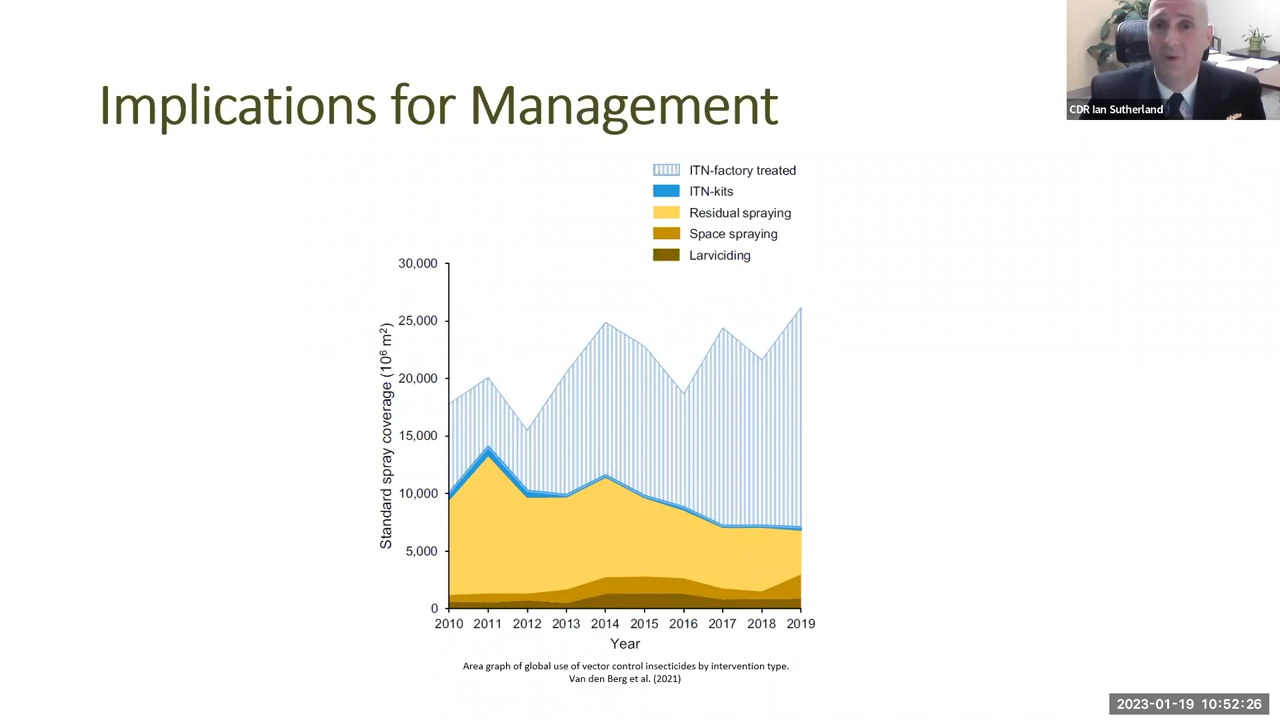 Implications for Management
CDR Ian Sutherland
ITN-factory treated
ITN-kits
Residual spraying
Space spraying
Larviciding
Standard spray coverage (10⁶ m²)
30,000
25,000
20,000
15,000
10,000
5,000
0
2010 2011 2012 2013 2014 2015 2016 2017 2018 2019
Year
Area graph of global use of vector control insecticides by intervention type.
Van den Berg et al. (2021)
2023-01-19 10:52:26